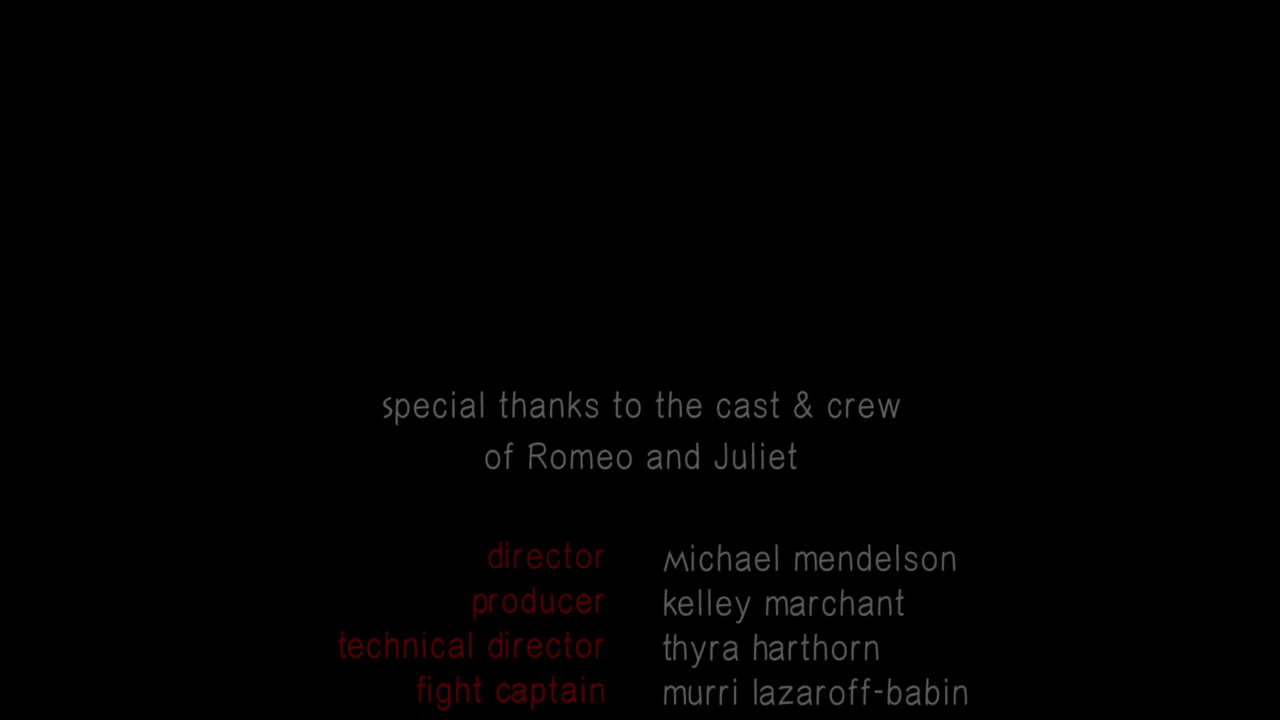 special thanks to the cast & crew
of Romeo and Juliet
director Michael mendelson
producer kelley marchant
technical director thyra harthorn
fight captain murri lazaroff-babin